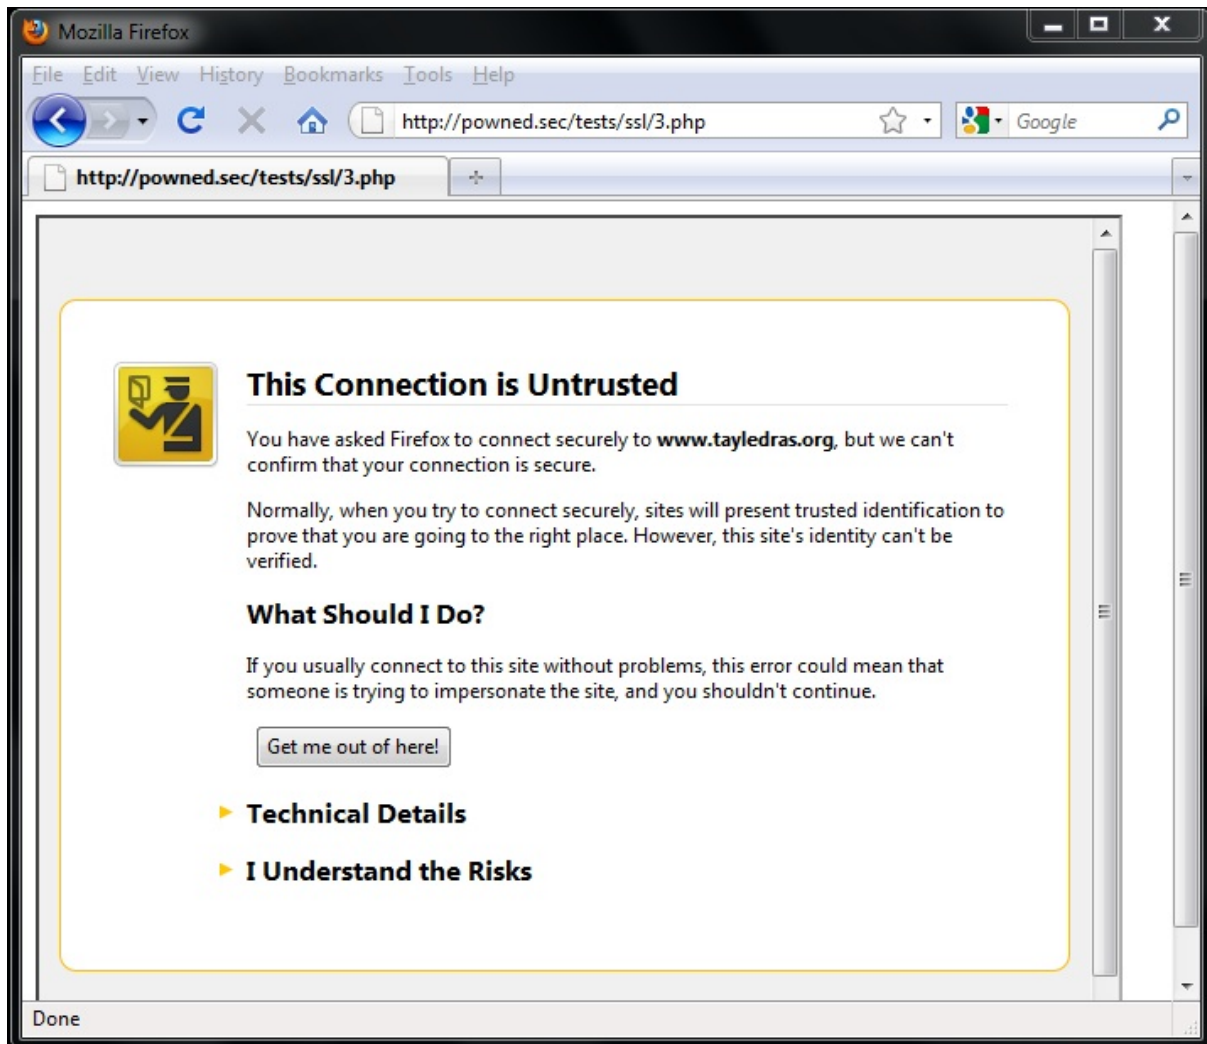 Mozilla Firefox
File Edit View History Bookmarks Tools Help
http://powned.sec/tests/ssl/3.php Google
http://powned.sec/tests/ssl/3.php
This Connection is Untrusted
You have asked Firefox to connect securely to www.tayledras.org, but we can't
confirm that your connection is secure.
Normally, when you try to connect securely, sites will present trusted identification to
prove that you are going to the right place. However, this site's identity can't be
verified.
What Should I Do?
If you usually connect to this site without problems, this error could mean that
someone is trying to impersonate the site, and you shouldn't continue.
Get me out of here!
Technical Details
I Understand the Risks
Done